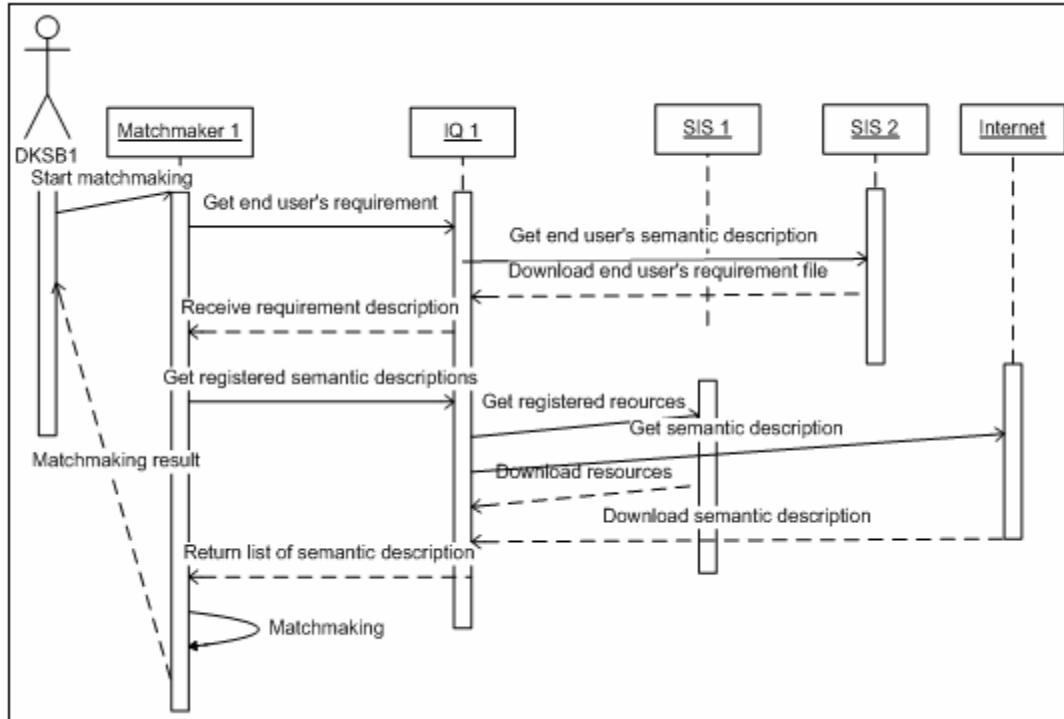 Matchmaker 1
IQ 1
SIS 1
SIS 2
Internet
DKSB1
Start matchmaking
Get end user's requirement
Get end user's semantic description
Download end user's requirement file
Receive requirement description
Get registered semantic descriptions
Get registered reources
Get semantic description
Matchmaking result
Download resources
Download semantic description
Return list of semantic description
Matchmaking